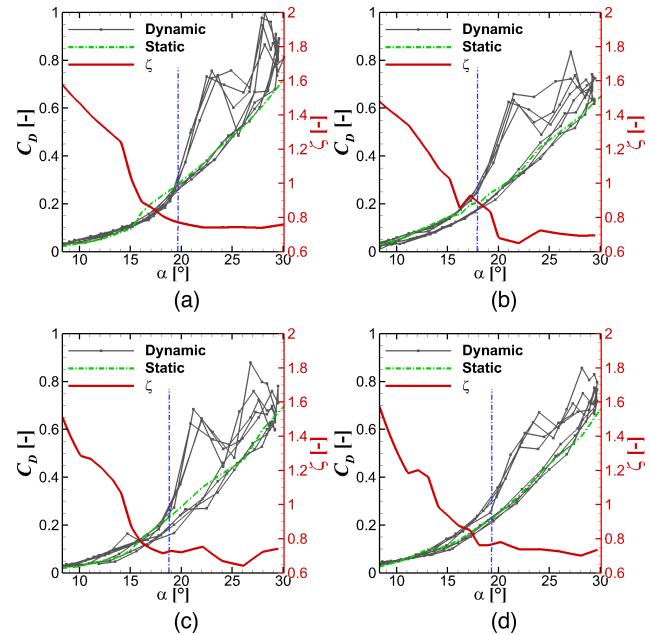 1 2
Dynamic
Static
ζ
0.8 1.8
0.6 1.6
C_D [-] 1.4 ζ [-]
0.4 1.2
1
0.2 0.8
0 0.6
10 15 20 25 30
α [°]
(a)
1 2
Dynamic
Static
ζ
0.8 1.8
0.6 1.6
C_D [-] 1.4 ζ [-]
0.4 1.2
1
0.2 0.8
0 0.6
10 15 20 25 30
α [°]
(b)
1 2
Dynamic
Static
ζ
0.8 1.8
0.6 1.6
C_D [-] 1.4 ζ [-]
0.4 1.2
1
0.2 0.8
0 0.6
10 15 20 25 30
α [°]
(c)
1 2
Dynamic
Static
ζ
0.8 1.8
0.6 1.6
C_D [-] 1.4 ζ [-]
0.4 1.2
1
0.2 0.8
0 0.6
10 15 20 25 30
α [°]
(d)